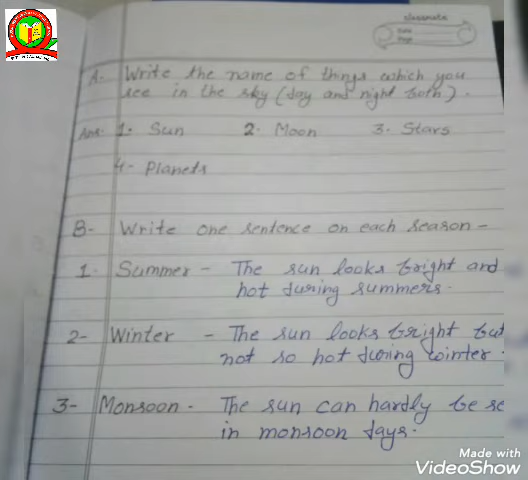 classmate
Date
Page
A- Write the name of things which you
see in the sky (day and night both).
Ans- 1. Sun 2. Moon 3. Stars
4- Planets
B- Write one sentence on each season-
1- Summer - The sun looks bright and
hot during summers.
2- Winter - The sun looks bright but
not so hot during winter.
3- Monsoon - The sun can hardly be se
in monsoon days.
Made with
VideoShow